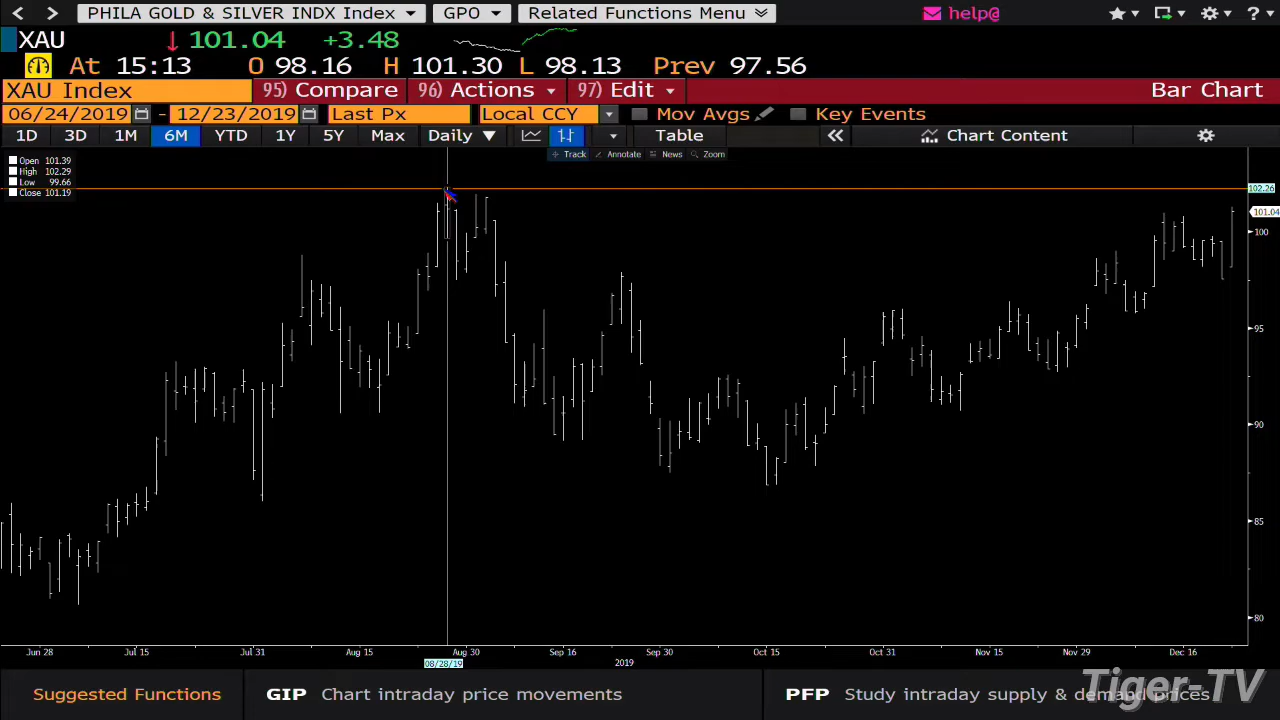 < > PHILA GOLD & SILVER INDX Index GPO Related Functions Menu help@ ?
XAU ↓ 101.04 +3.48
At 15:13 O 98.16 H 101.30 L 98.13 Prev 97.56
XAU Index 95) Compare 96) Actions 97) Edit Bar Chart
06/24/2019 - 12/23/2019 Last Px Local CCY Mov Avgs Key Events
1D 3D 1M 6M YTD 1Y 5Y Max Daily ▼ Table « Chart Content
Track Annotate News Zoom
Open 101.39
High 102.29
Low 99.66
Close 101.19
102.26
101.04
100
95
90
85
80
Jun 28 Jul 15 Jul 31 Aug 15 Aug 30 Sep 16 Sep 30 Oct 15 Oct 31 Nov 15 Nov 29 Dec 16
08/28/19 2019
Suggested Functions GIP Chart intraday price movements PFP Study intraday supply & demand prices
Tiger-TV